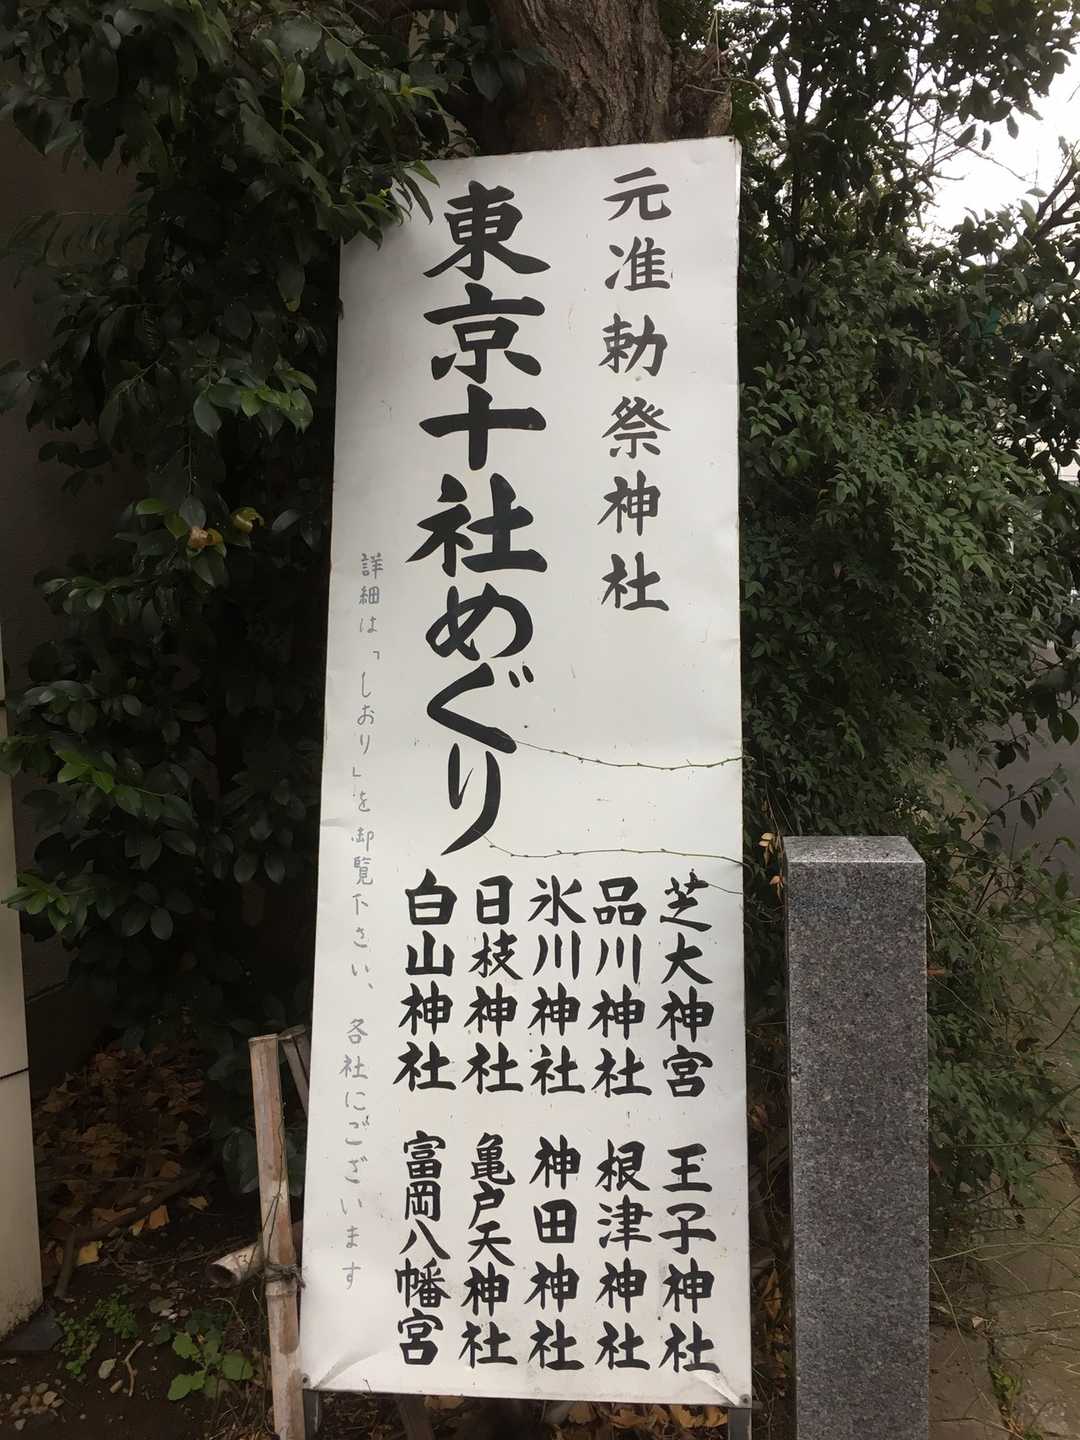 元准勅祭神社
東京十社めぐり
芝大神宮
品川神社
氷川神社
日枝神社
白山神社
王子神社
根津神社
神田神社
亀戸天神社
富岡八幡宮
詳細は「しおり」を御覧下さい、各社にございます